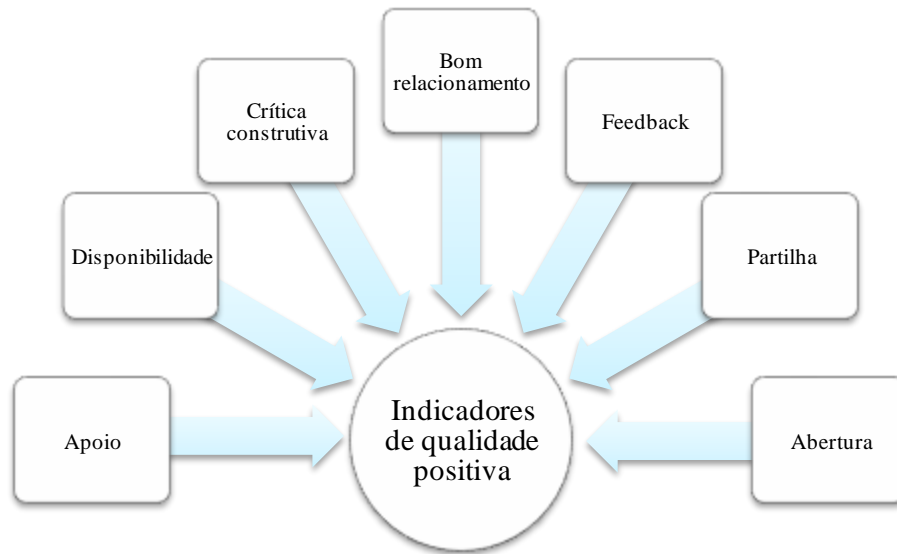 Bom
relacionamento
Crítica
construtiva
Feedback
Disponibilidade
Partilha
Apoio
Indicadores
de qualidade
positiva
Abertura